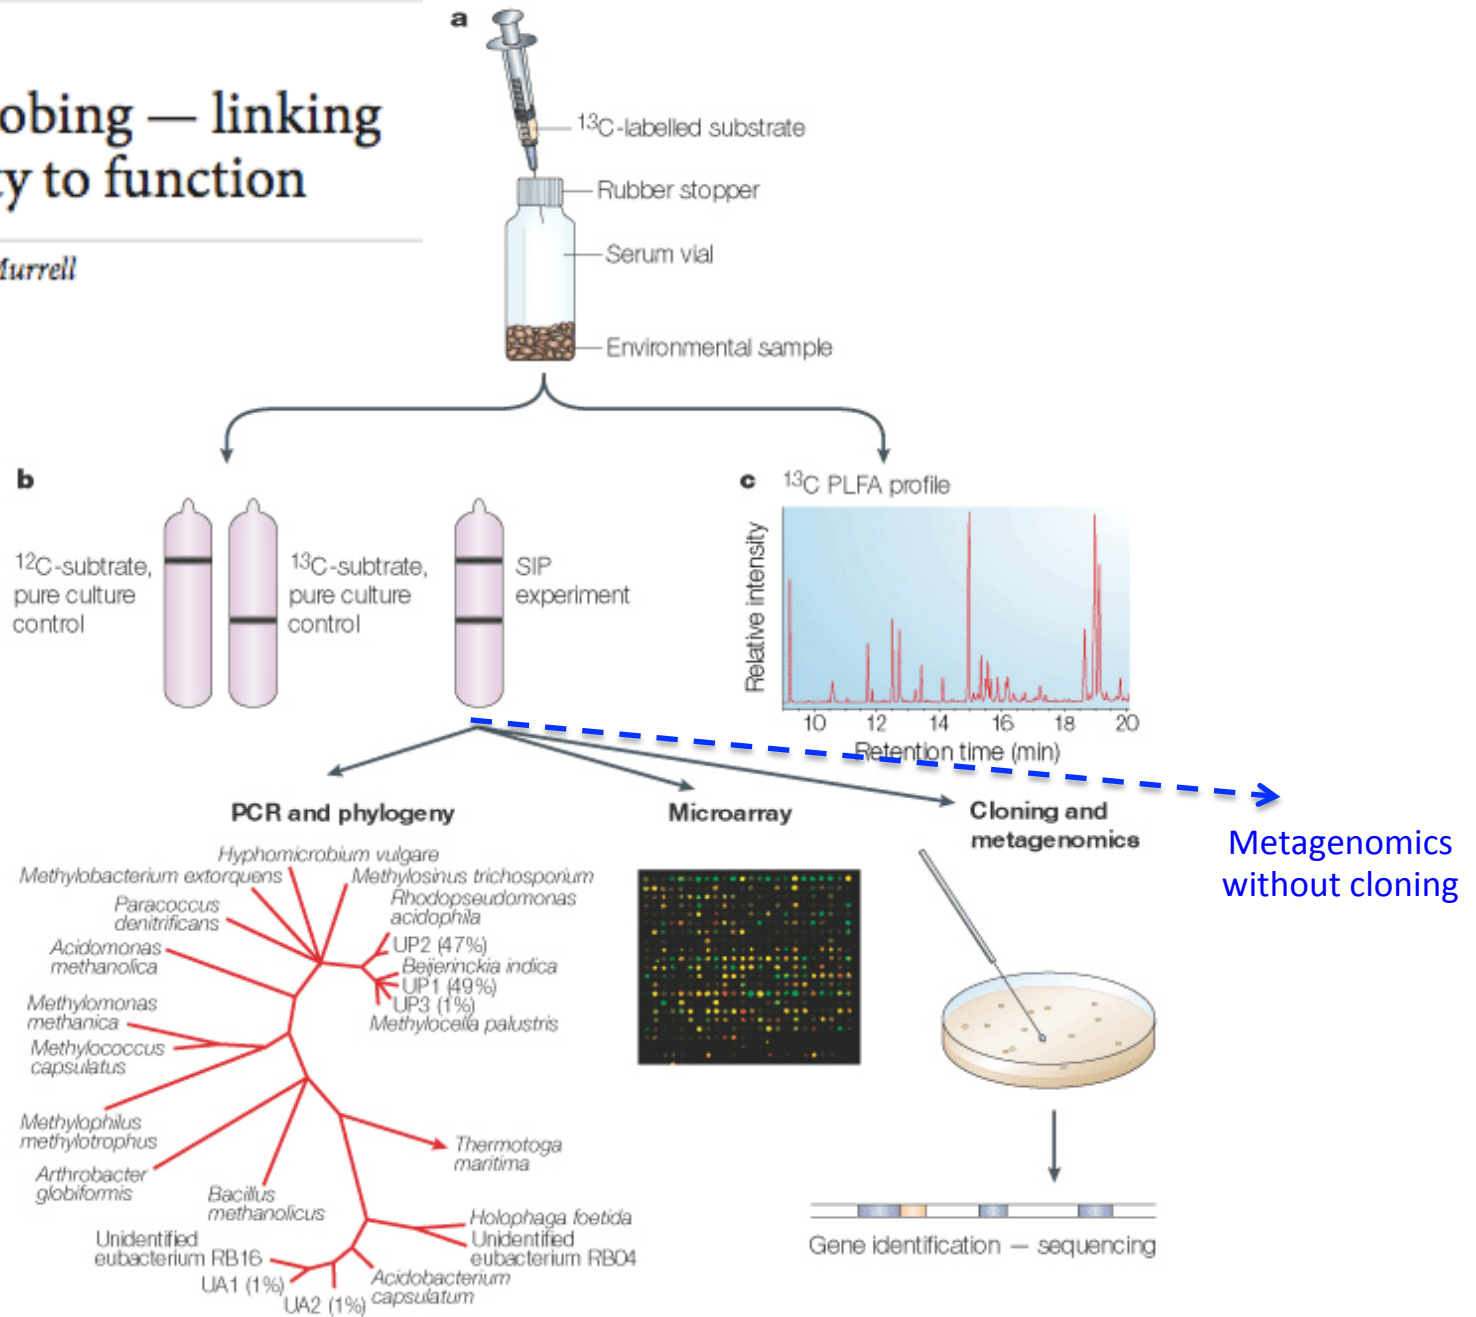 obing — linking
ty to function
Murrell
a
13C-labelled substrate
Rubber stopper
Serum vial
Environmental sample
b
12C-subtrate,
pure culture
control
13C-subtrate,
pure culture
control
SIP
experiment
c
13C PLFA profile
Relative intensity
10 12 14 16 18 20
Retention time (min)
PCR and phylogeny
Microarray
Cloning and
metagenomics
Metagenomics
without cloning
Hyphomicrobium vulgare
Methylobacterium extorquens
Methylosinus trichosporium
Paracoccus
denitrificans
Rhodopseudomonas
acidophila
Acidomonas
methanolica
UP2 (47%)
Beijerinckia indica
UP1 (49%)
UP3 (1%)
Methylocella palustris
Methylomonas
methanica
Methylococcus
capsulatus
Methylophilus
methylotrophus
Arthrobacter
globiformis
Bacillus
methanolicus
Thermotoga
maritima
Holophaga foetida
Unidentified
eubacterium RB04
Unidentified
eubacterium RB16
UA1 (1%)
UA2 (1%)
Acidobacterium
capsulatum
Gene identification — sequencing